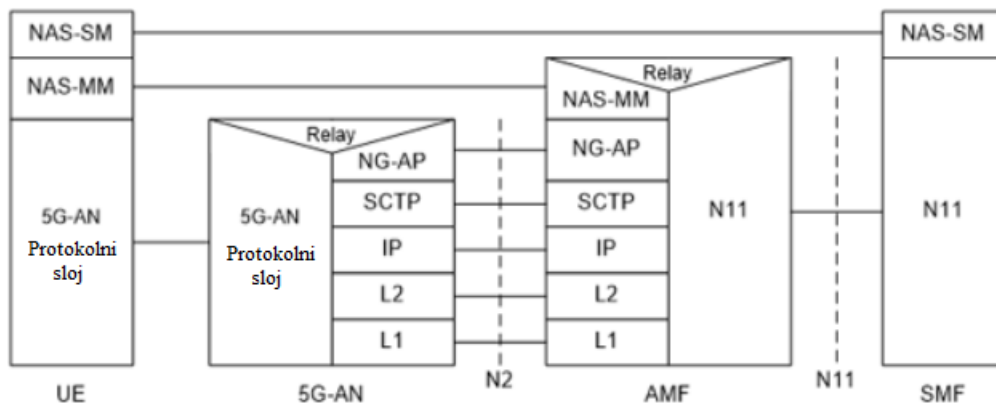 NAS-SM
NAS-SM
NAS-MM
Relay
NAS-MM
Relay
NG-AP
NG-AP
5G-AN
Protokolni
sloj
5G-AN
Protokolni
sloj
SCTP
SCTP
N11
N11
IP
IP
L2
L2
L1
L1
UE
5G-AN
N2
AMF
N11
SMF